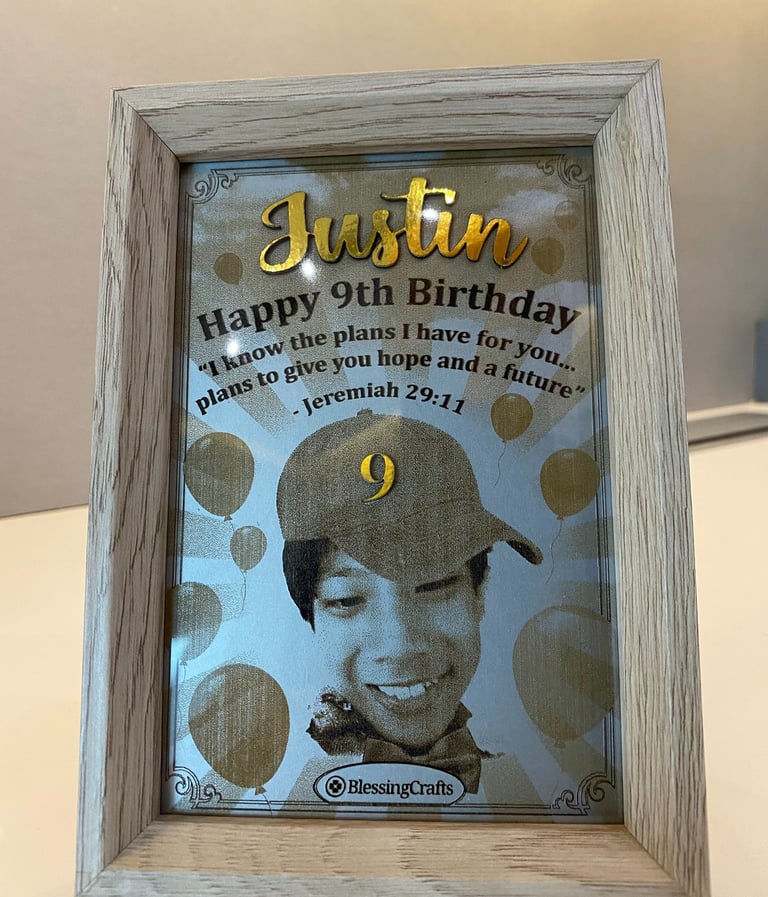 Justin
Happy 9th Birthday
“I know the plans I have for you...
plans to give you hope and a future”
- Jeremiah 29:11
9
BlessingCrafts